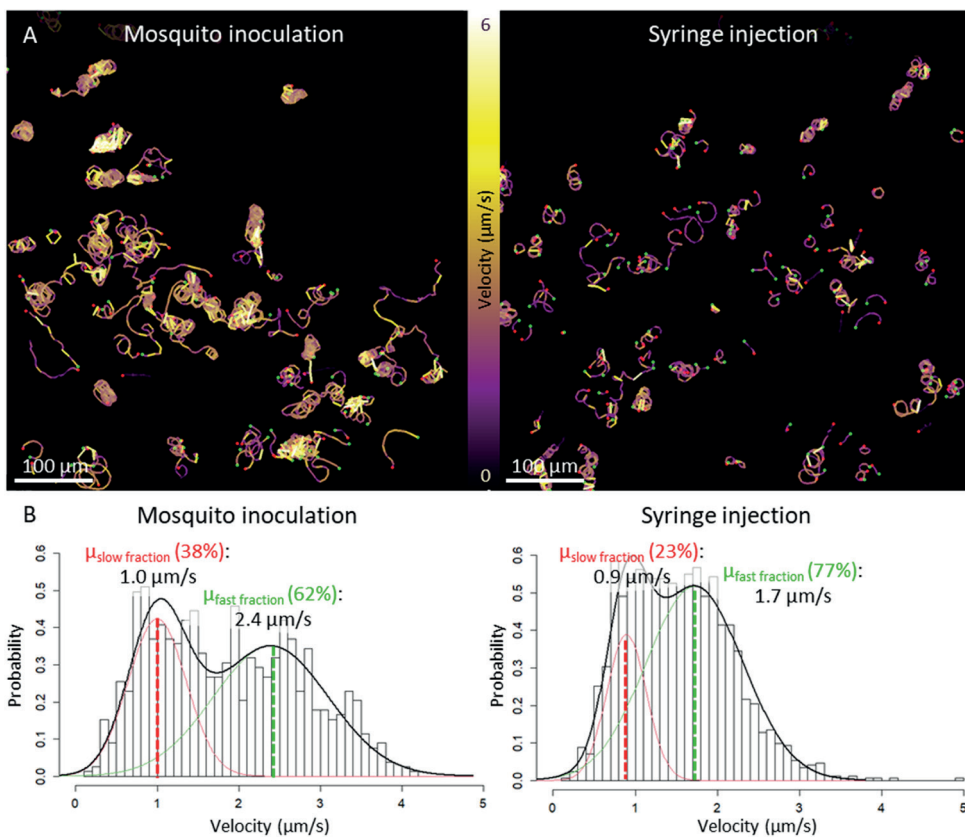 A
Mosquito inoculation
6
Syringe injection
Velocity (µm/s)
0
100 µm
100 µm
B
Mosquito inoculation
Syringe injection
µslow fraction (38%):
1.0 µm/s
µfast fraction (62%):
2.4 µm/s
Probability
0.6
0.5
0.4
0.3
0.2
0.1
0.0
0 1 2 3 4 5
Velocity (µm/s)
µslow fraction (23%):
0.9 µm/s
µfast fraction (77%):
1.7 µm/s
Probability
0.6
0.5
0.4
0.3
0.2
0.1
0.0
0 1 2 3 4 5
Velocity (µm/s)